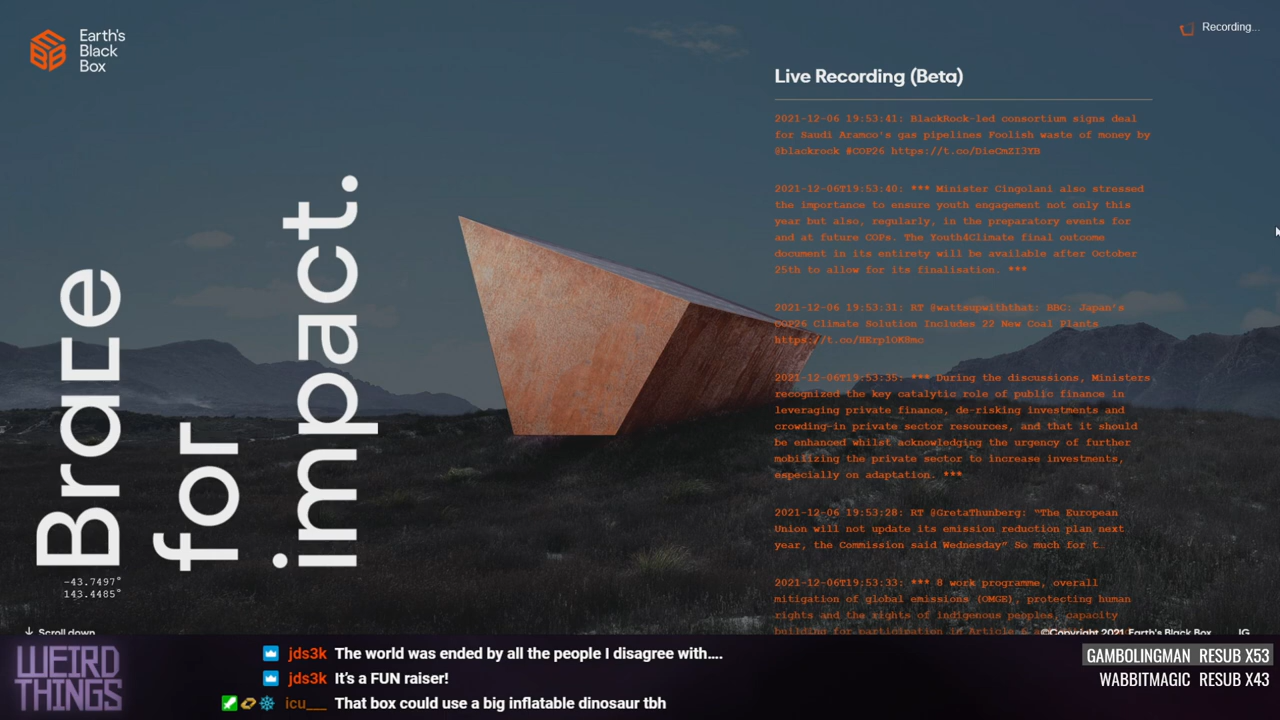 Earth's
Black
Box
Recording...
Live Recording (Beta)
2021-12-06 19:53:41: BlackRock-led consortium signs deal
for Saudi Aramco's gas pipelines Foolish waste of money by
@blackrock #COP26 https://t.co/DieCmZI3YB
2021-12-06T19:53:40: *** Minister Cingolani also stressed
the importance to ensure youth engagement not only this
year but also, regularly, in the preparatory events for
and at future COPs. The Youth4Climate final outcome
document in its entirety will be available after October
25th to allow for its finalisation. ***
2021-12-06 19:53:31: RT @wattsupwiththat: BBC: Japan's
COP26 Climate Solution Includes 22 New Coal Plants
https://t.co/HErp1OK8mc
2021-12-06T19:53:35: *** During the discussions, Ministers
recognized the key catalytic role of public finance in
leveraging private finance, de-risking investments and
crowding-in private sector resources, and that it should
be enhanced whilst acknowledging the urgency of further
mobilizing the private sector to increase investments,
especially on adaptation. ***
2021-12-06 19:53:28: RT @GretaThunberg: "The European
Union will not update its emission reduction plan next
year, the Commission said Wednesday" So much for t…
2021-12-06T19:53:33: *** 8 work programme, overall
mitigation of global emissions (OMGE), protecting human
rights and the rights of indigenous peoples, capacity
building for participation in Article
Brace
for
impact.
-43.7497°
143.4485°
Scroll down
©Copyright 2021 Earth's Black Box
IG
WEIRD
THINGS
jds3k The world was ended by all the people I disagree with....
jds3k It's a FUN raiser!
icu___ That box could use a big inflatable dinosaur tbh
GAMBOLINGMAN RESUB X53
WABBITMAGIC RESUB X43